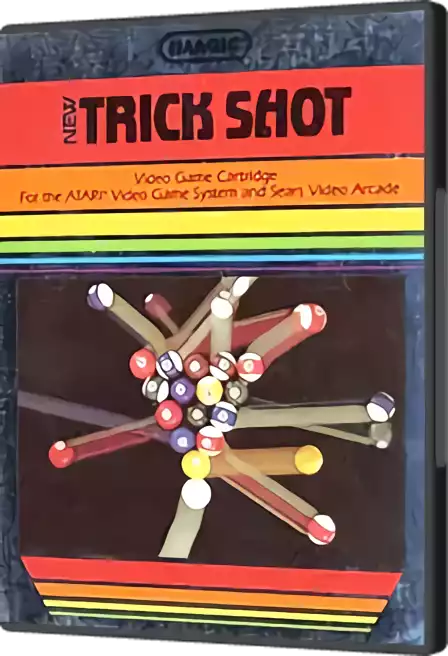 IMAGIC
NEW
TRICK SHOT
Video Game Cartridge
For the ATARI® Video Game System and Sears Video Arcade